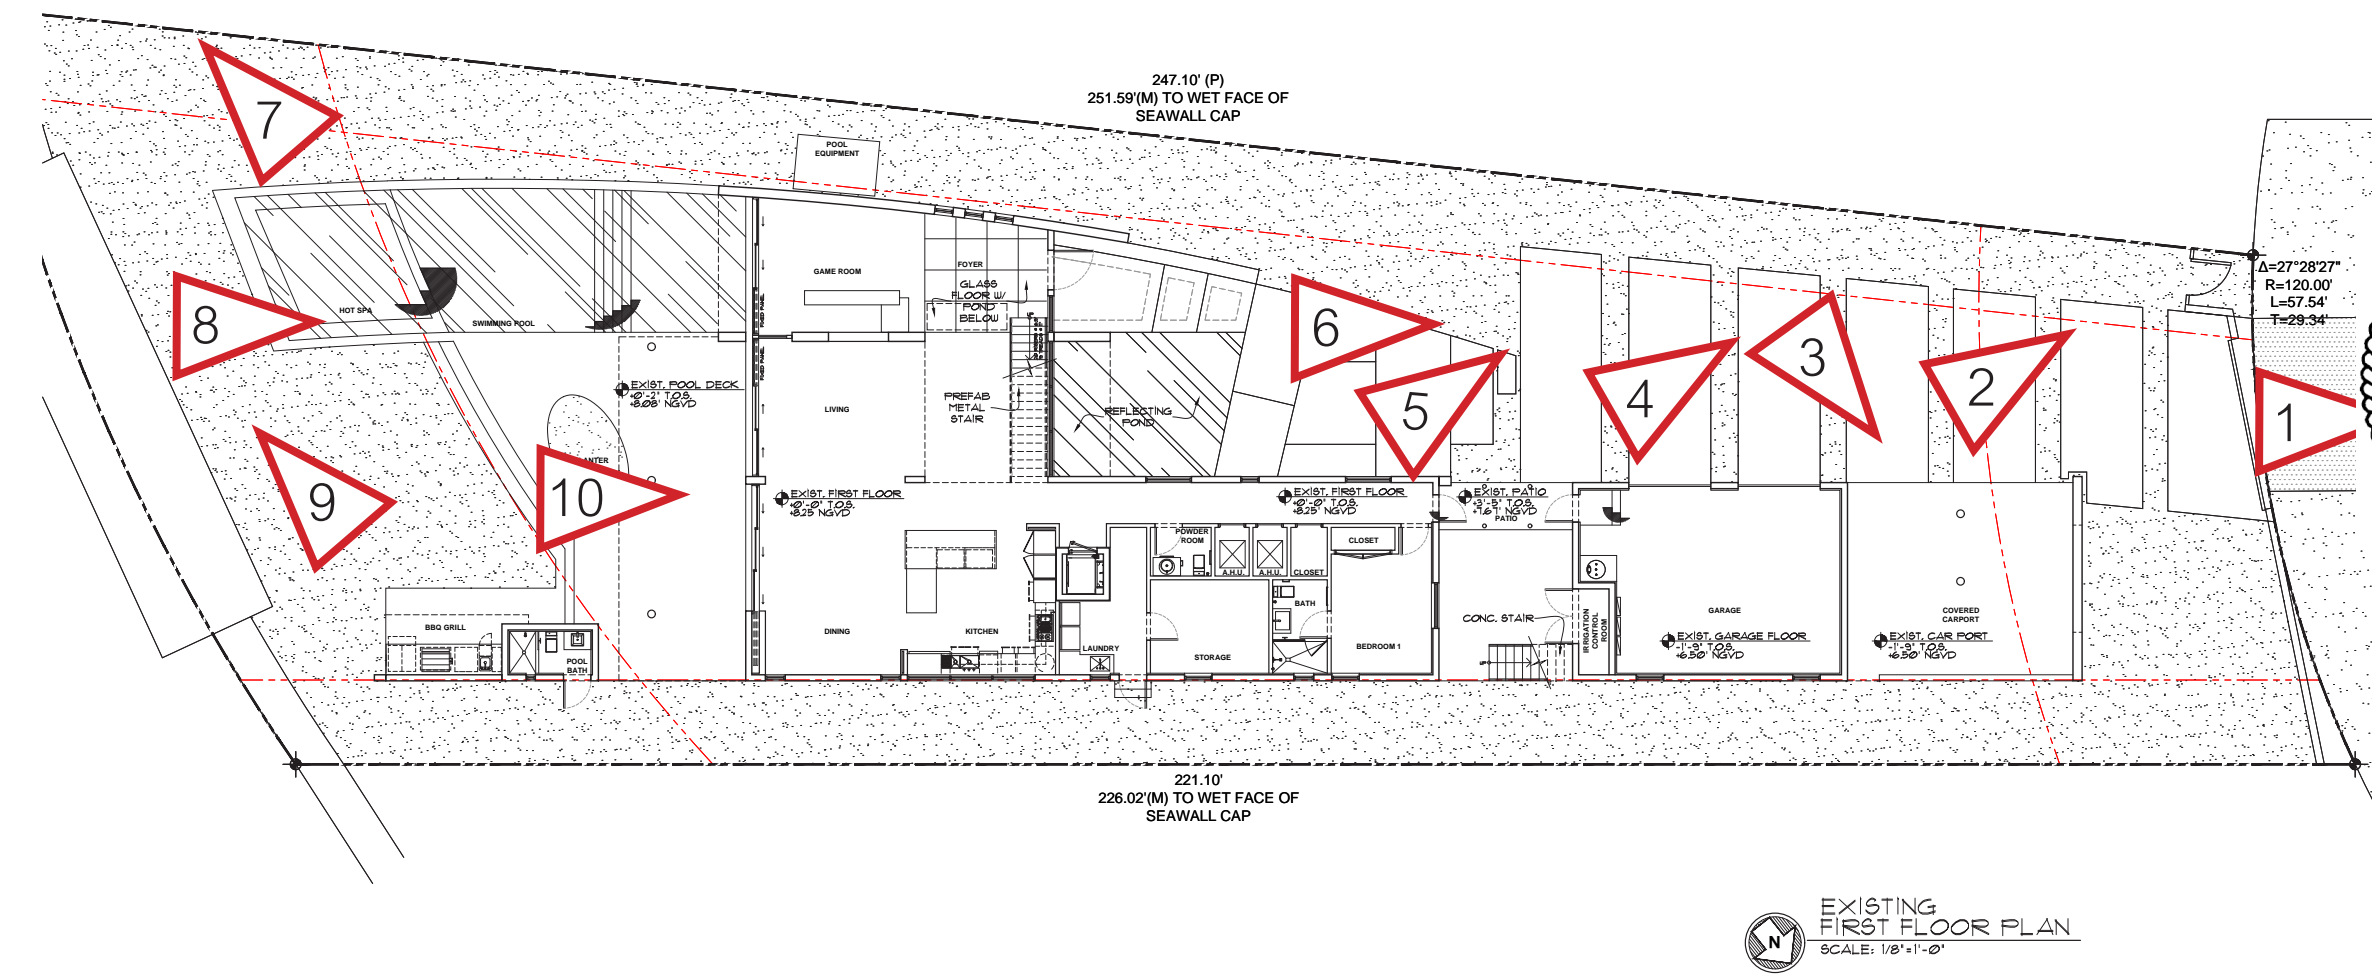 247.10' (P)
251.59'(M) TO WET FACE OF
SEAWALL CAP
7
POOL
EQUIPMENT
Δ=27°28'27"
R=120.00'
L=57.54'
T=29.34'
GAME ROOM
FOYER
GLASS
FLOOR W/
POND
BELOW
HOT SPA
SWIMMING POOL
8
6
3
2
4
5
1
EXIST. POOL DECK
+0'-2" T.O.S.
+8.08' NGVD
LIVING
PREFAB
METAL
STAIR
REFLECTING
POND
9
10
EXIST. FIRST FLOOR
+0'-0" T.O.S.
+8.25 NGVD
EXIST. FIRST FLOOR
+0'-0" T.O.S.
+8.25' NGVD
EXIST. PATIO
PATIO
POWDER
ROOM
A.H.U.
A.H.U.
CLOSET
CLOSET
BATH
BBQ GRILL
POOL
BATH
DINING
KITCHEN
LAUNDRY
STORAGE
BEDROOM 1
CONC. STAIR
IRRIGATION
CONTROL
ROOM
GARAGE
EXIST. GARAGE FLOOR
-1'-9" T.O.S.
+6.50' NGVD
COVERED
CARPORT
EXIST. CAR PORT
-1'-9" T.O.S.
+6.50' NGVD
221.10'
226.02'(M) TO WET FACE OF
SEAWALL CAP
N
EXISTING
FIRST FLOOR PLAN
SCALE: 1/8"=1'-0"